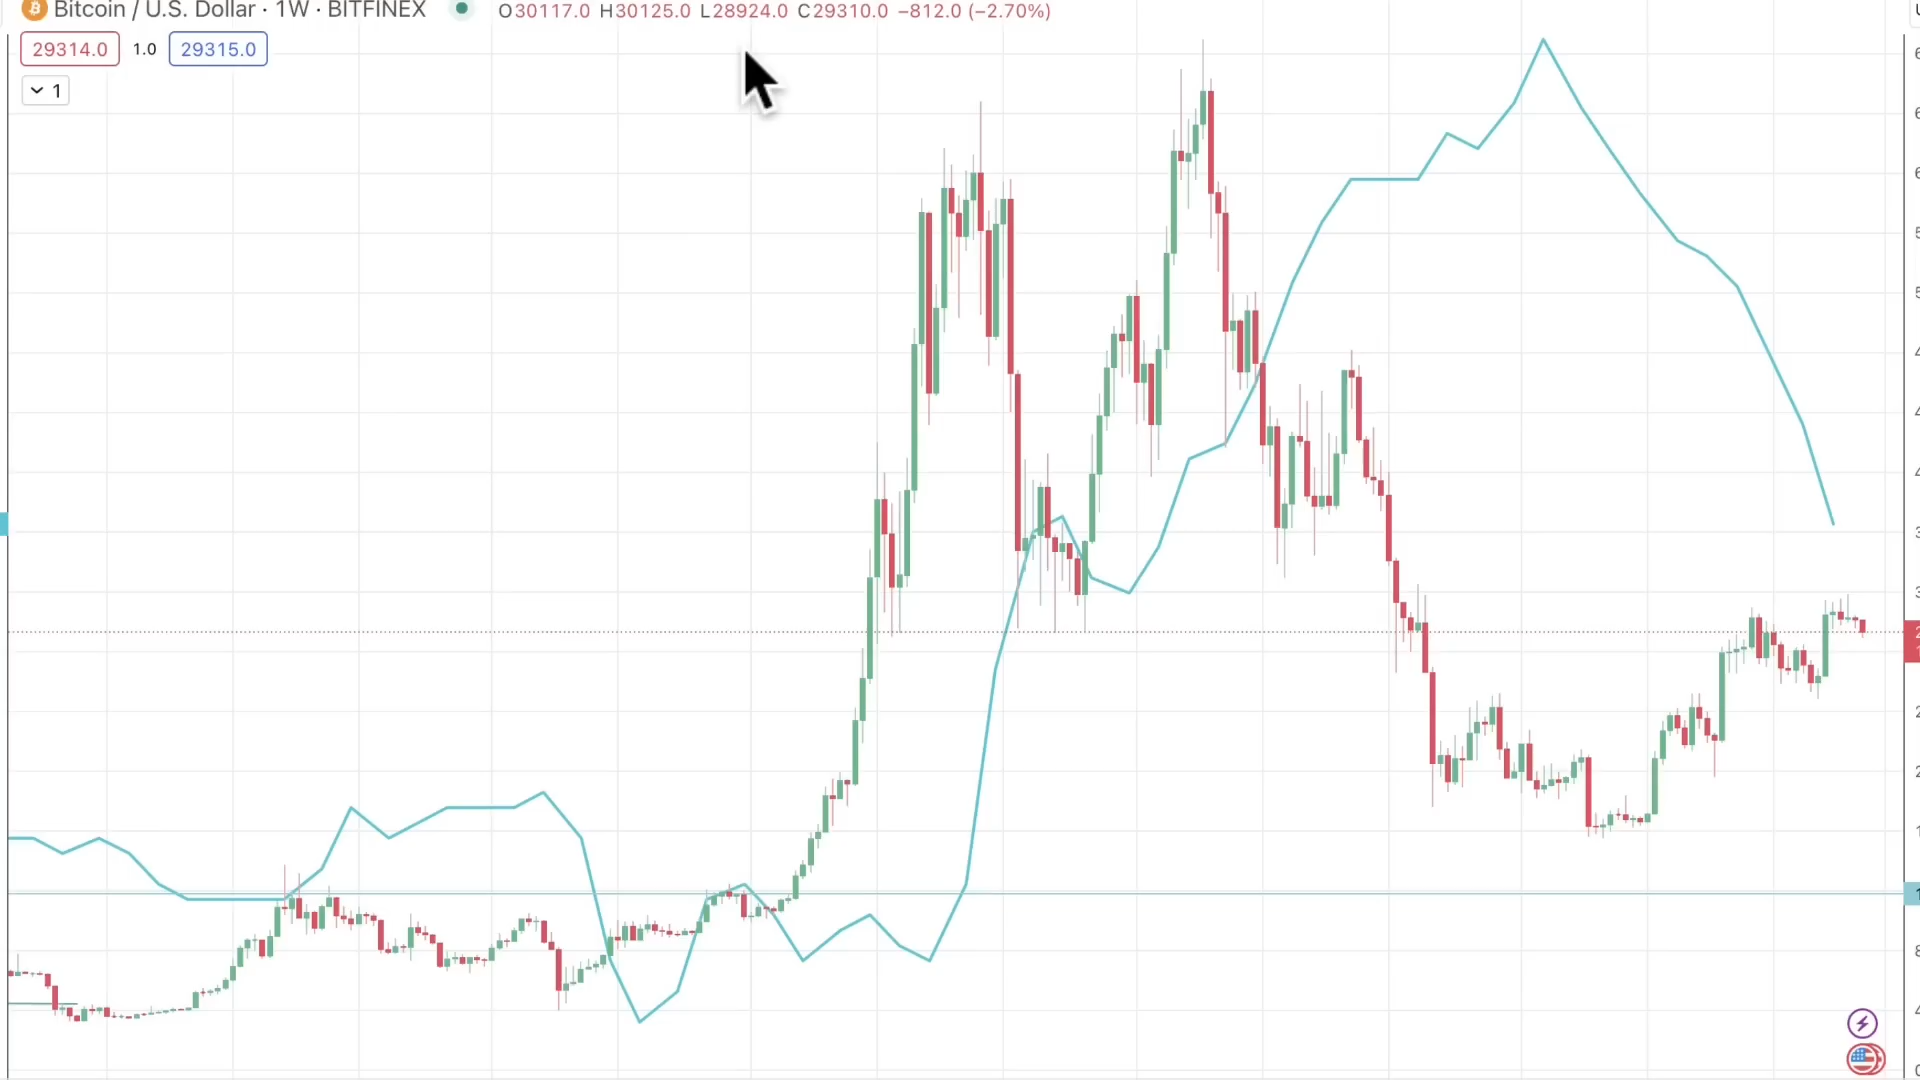 Bitcoin / U.S. Dollar · 1W · BITFINEX O30117.0 H30125.0 L28924.0 C29310.0 −812.0 (−2.70%)
29314.0 1.0 29315.0
1